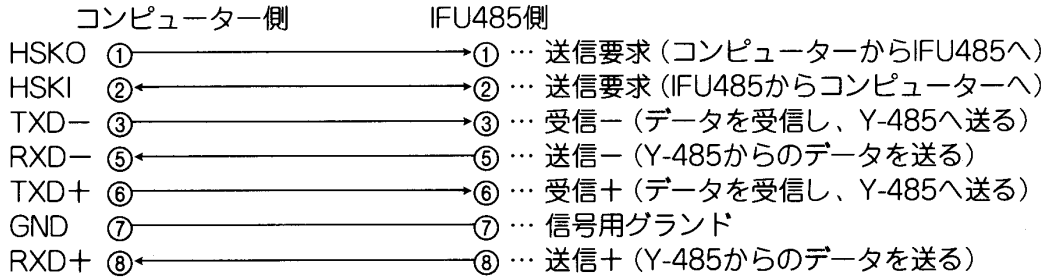 コンピューター側 IFU485側
HSKO ① ① … 送信要求(コンピューターからIFU485へ)
HSKI ② ② … 送信要求(IFU485からコンピューターへ)
TXD− ③ ③ … 受信−(データを受信し、Y-485へ送る)
RXD− ⑤ ⑤ … 送信−(Y-485からのデータを送る)
TXD+ ⑥ ⑥ … 受信+(データを受信し、Y-485へ送る)
GND ⑦ ⑦ … 信号用グランド
RXD+ ⑧ ⑧ … 送信+(Y-485からのデータを送る)